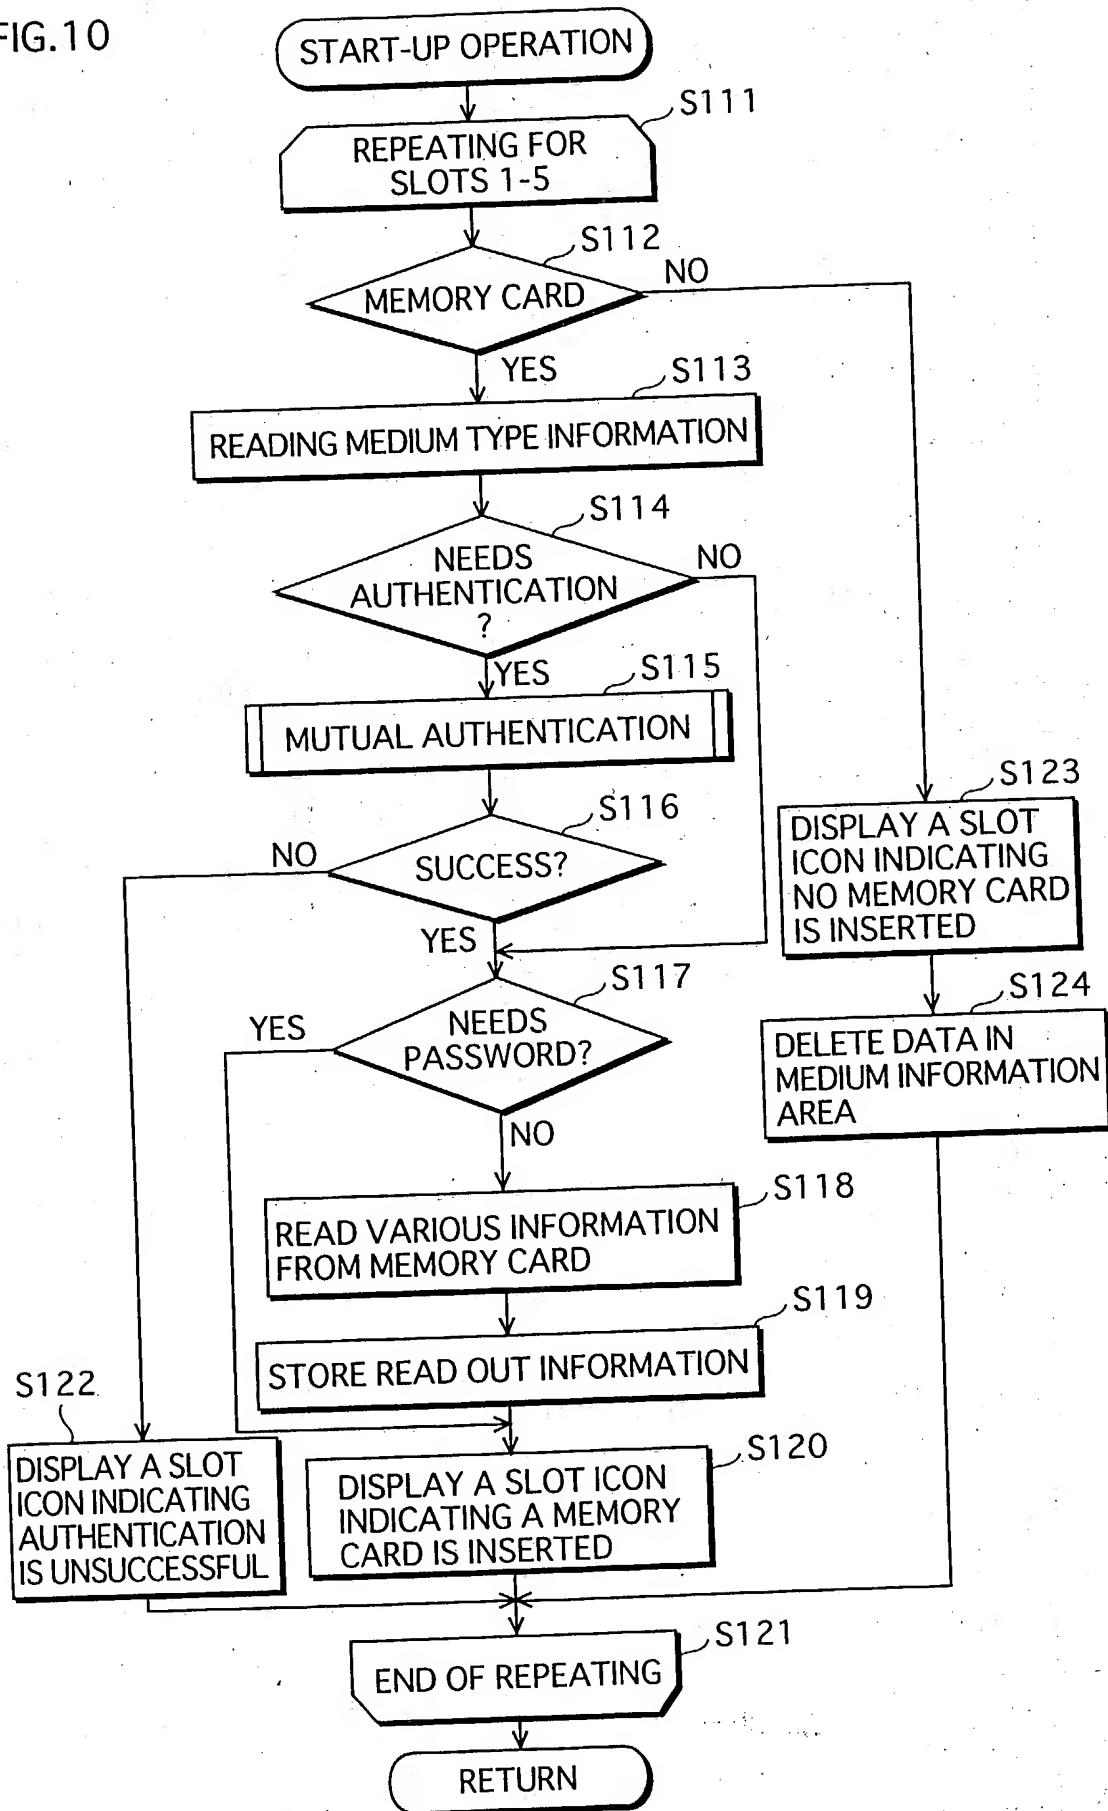 FIG.10
START-UP OPERATION
S111
REPEATING FOR
SLOTS 1-5
S112
MEMORY CARD
NO
YES
S113
READING MEDIUM TYPE INFORMATION
S114
NEEDS
AUTHENTICATION
?
NO
YES
S115
MUTUAL AUTHENTICATION
S116
SUCCESS?
NO
YES
S123
DISPLAY A SLOT
ICON INDICATING
NO MEMORY CARD
IS INSERTED
S117
NEEDS
PASSWORD?
YES
NO
S124
DELETE DATA IN
MEDIUM INFORMATION
AREA
S118
READ VARIOUS INFORMATION
FROM MEMORY CARD
S119
STORE READ OUT INFORMATION
S122
DISPLAY A SLOT
ICON INDICATING
AUTHENTICATION
IS UNSUCCESSFUL
S120
DISPLAY A SLOT ICON
INDICATING A MEMORY
CARD IS INSERTED
S121
END OF REPEATING
RETURN